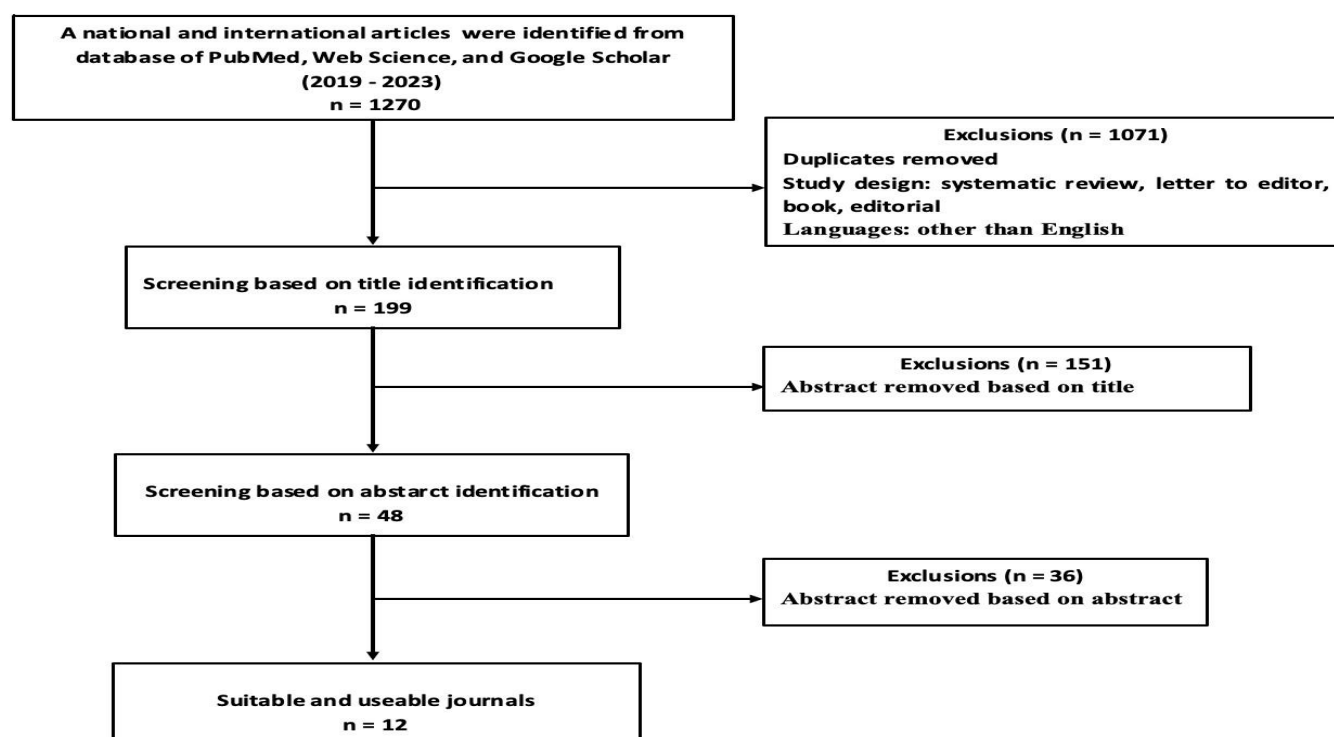 A national and international articles were identified from
database of PubMed, Web Science, and Google Scholar
(2019 - 2023)
n = 1270
Exclusions (n = 1071)
Duplicates removed
Study design: systematic review, letter to editor,
book, editorial
Languages: other than English
Screening based on title identification
n = 199
Exclusions (n = 151)
Abstract removed based on title
Screening based on abstarct identification
n = 48
Exclusions (n = 36)
Abstract removed based on abstract
Suitable and useable journals
n = 12